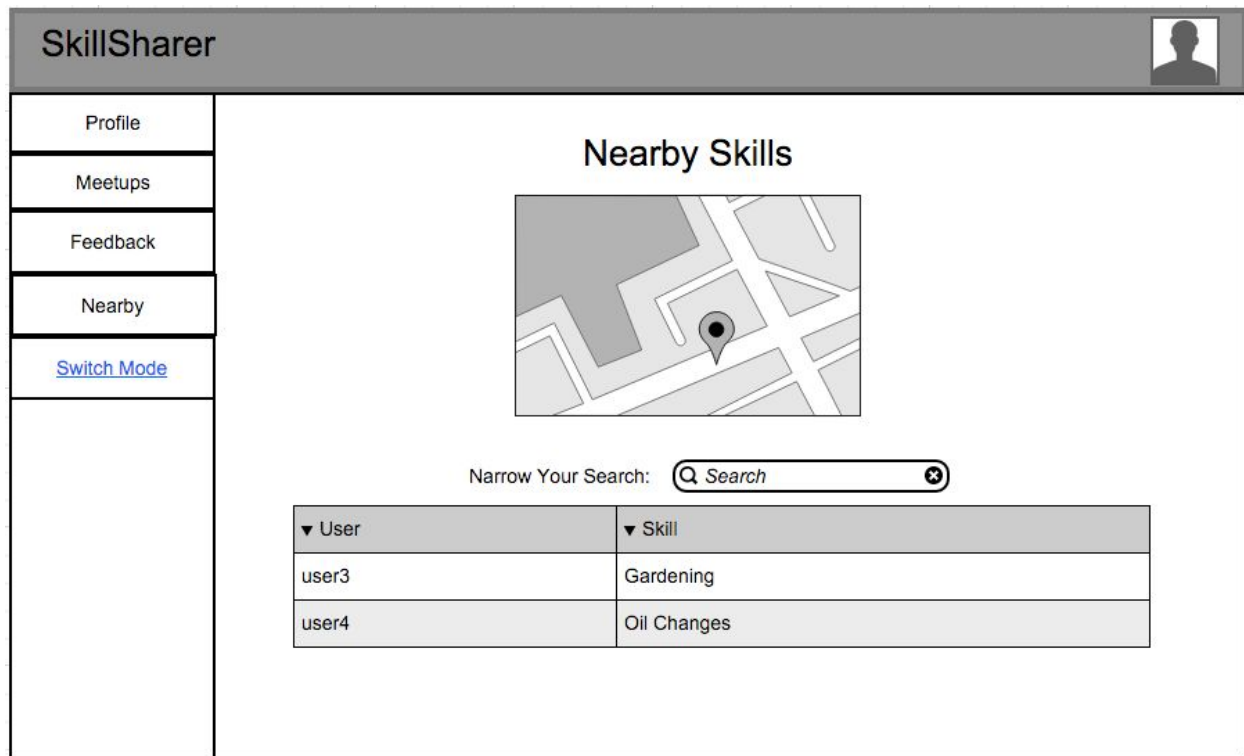 SkillSharer
Profile
Meetups
Feedback
Nearby
Switch Mode
Nearby Skills
Narrow Your Search: Search
▼ User ▼ Skill
user3 Gardening
user4 Oil Changes